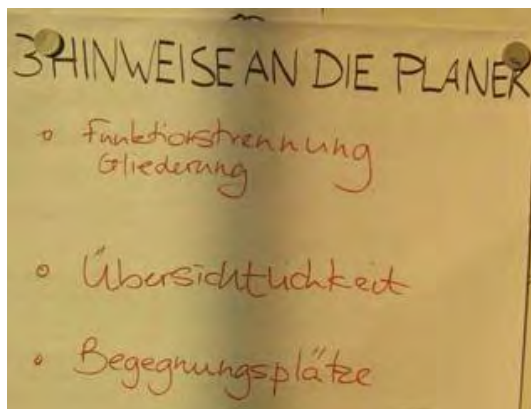 3 HINWEISE AN DIE PLANER
• Funktionstrennung
Gliederung
• Übersichtlichkeit
• Begegnungsplätze